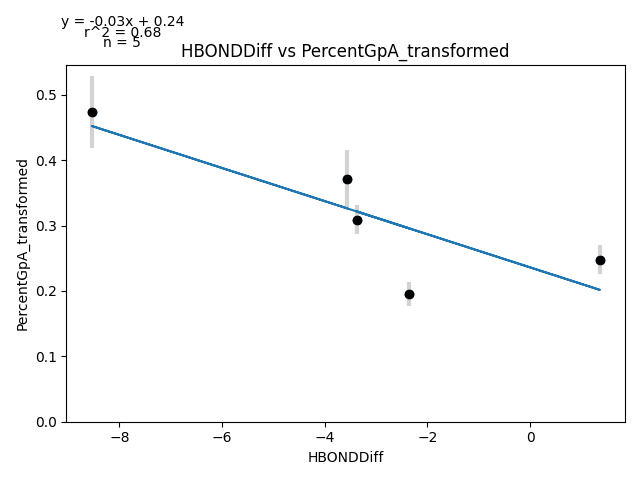 y = -0.03x + 0.24
r^2 = 0.68
n = 5
HBONDDiff vs PercentGpA_transformed
PercentGpA_transformed
0.5
0.4
0.3
0.2
0.1
0.0
−8 −6 −4 −2 0
HBONDDiff